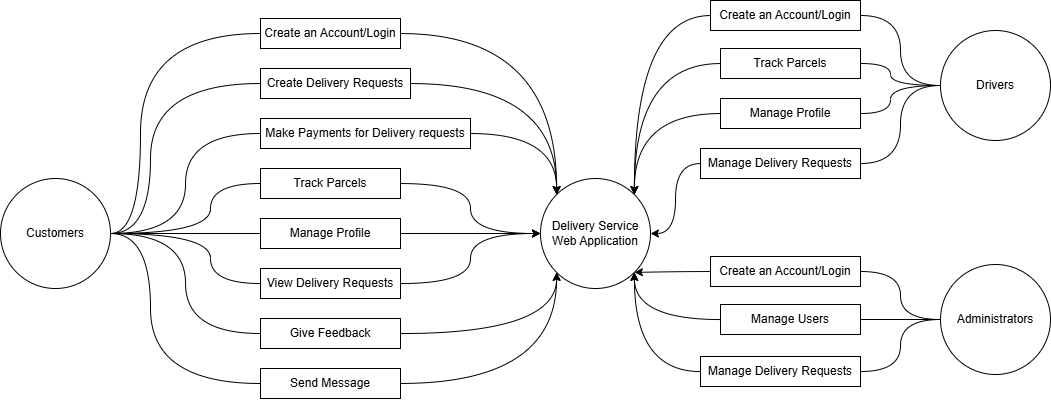 Customers
Create an Account/Login
Create Delivery Requests
Make Payments for Delivery requests
Track Parcels
Manage Profile
View Delivery Requests
Give Feedback
Send Message
Delivery Service
Web Application
Create an Account/Login
Track Parcels
Manage Profile
Manage Delivery Requests
Drivers
Create an Account/Login
Manage Users
Manage Delivery Requests
Administrators